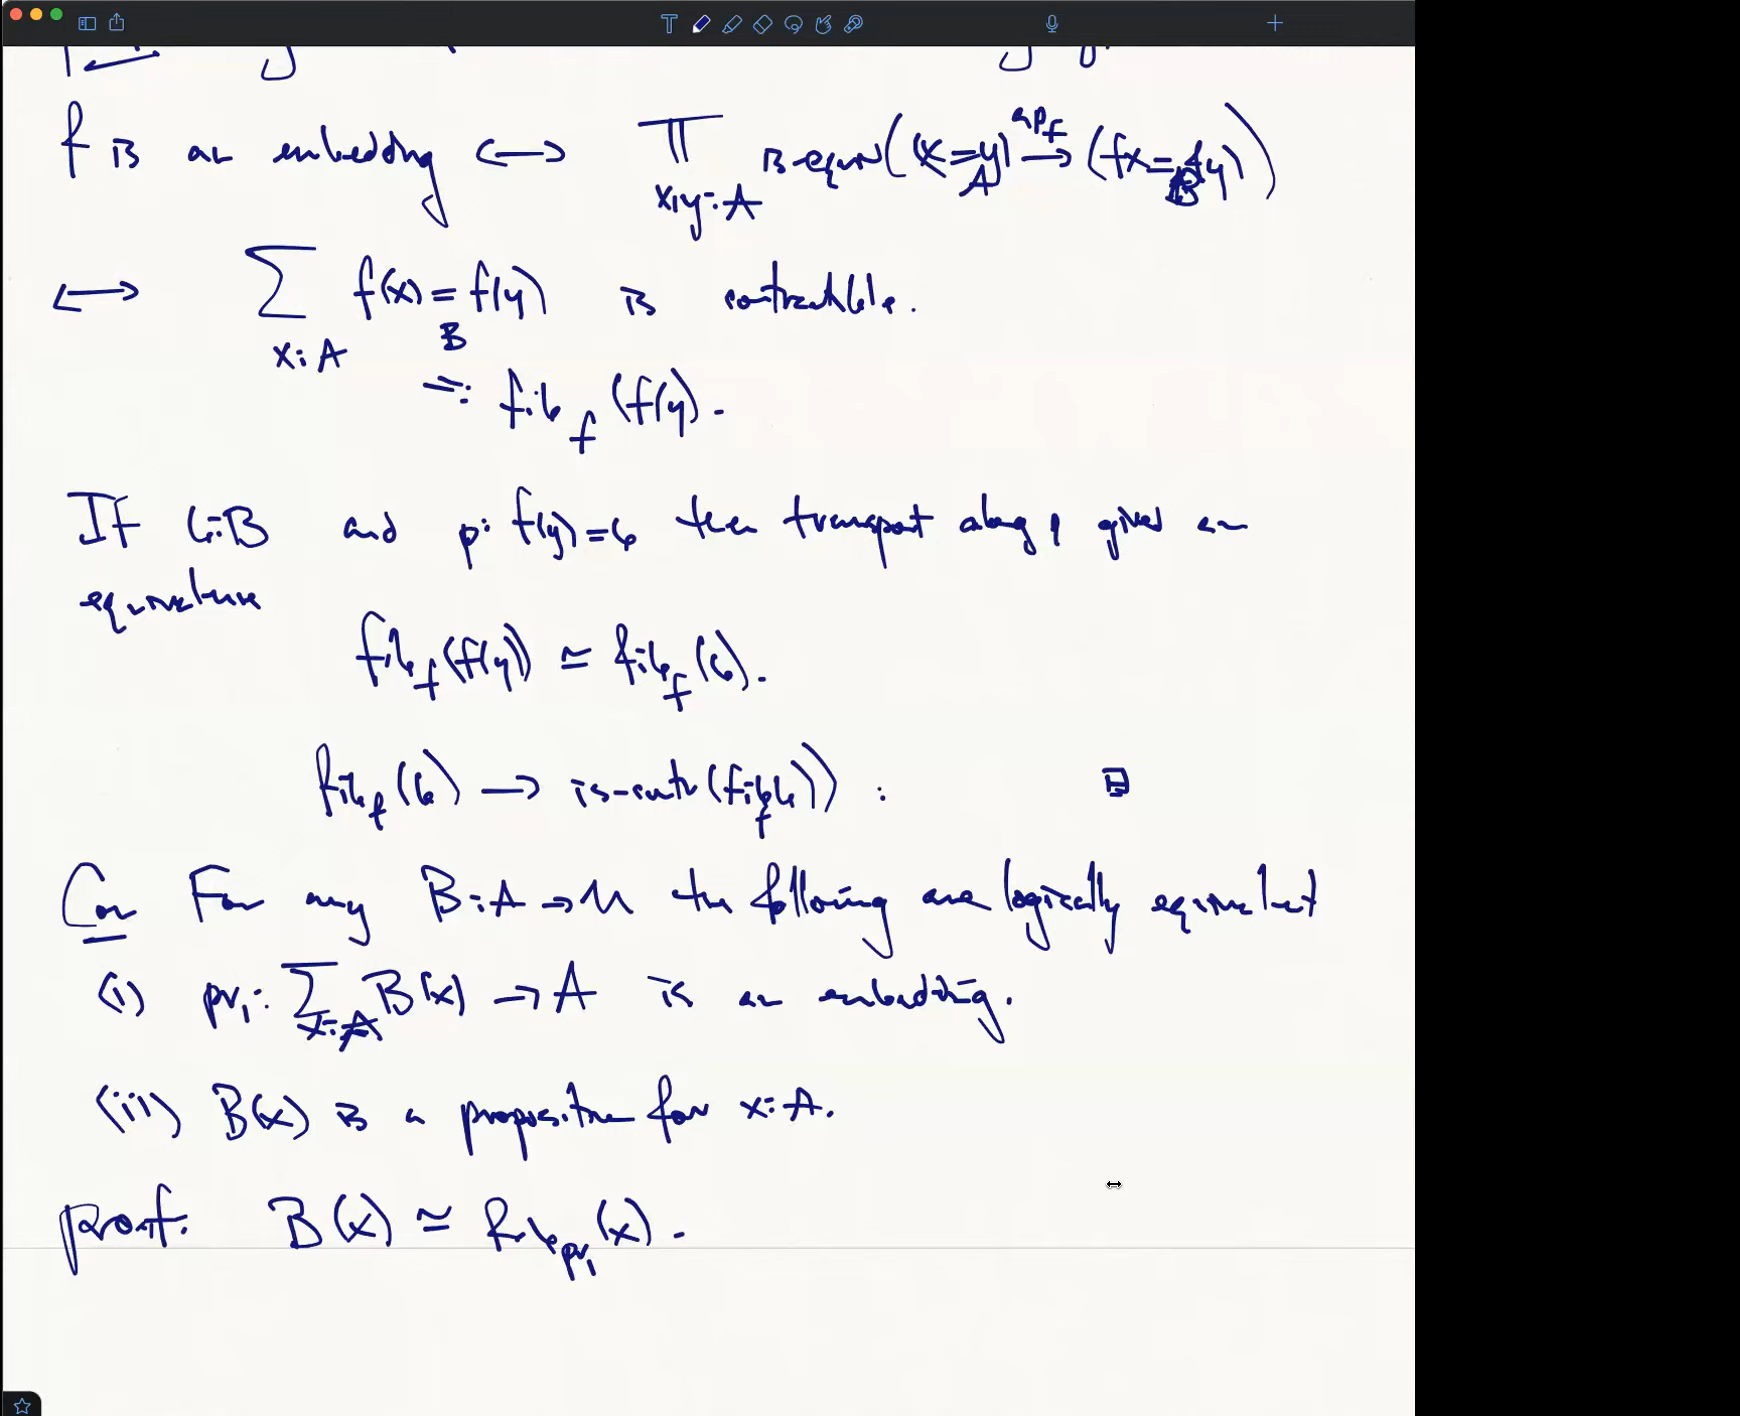 f is an embedding ⟷ ∏_{x,y:A} is-equiv((x =_A y) →^{ap_f} (fx =_B fy))
⟷ ∑_{x:A} f(x) =_B f(y) is contractible.
≕ fib_f(f(y)).
If b:B and p: f(y)=b then transport along p gives an
equivalence
fib_f(f(y)) ≃ fib_f(b).
fib_f(b) → is-contr(fib_f(b)) :
Cor For any B:A→U the following are logically equivalent
(i) pr₁: ∑_{x:A} B(x) → A is an embedding.
(ii) B(x) is a proposition for x:A.
proof: B(x) ≃ fib_{pr₁}(x).